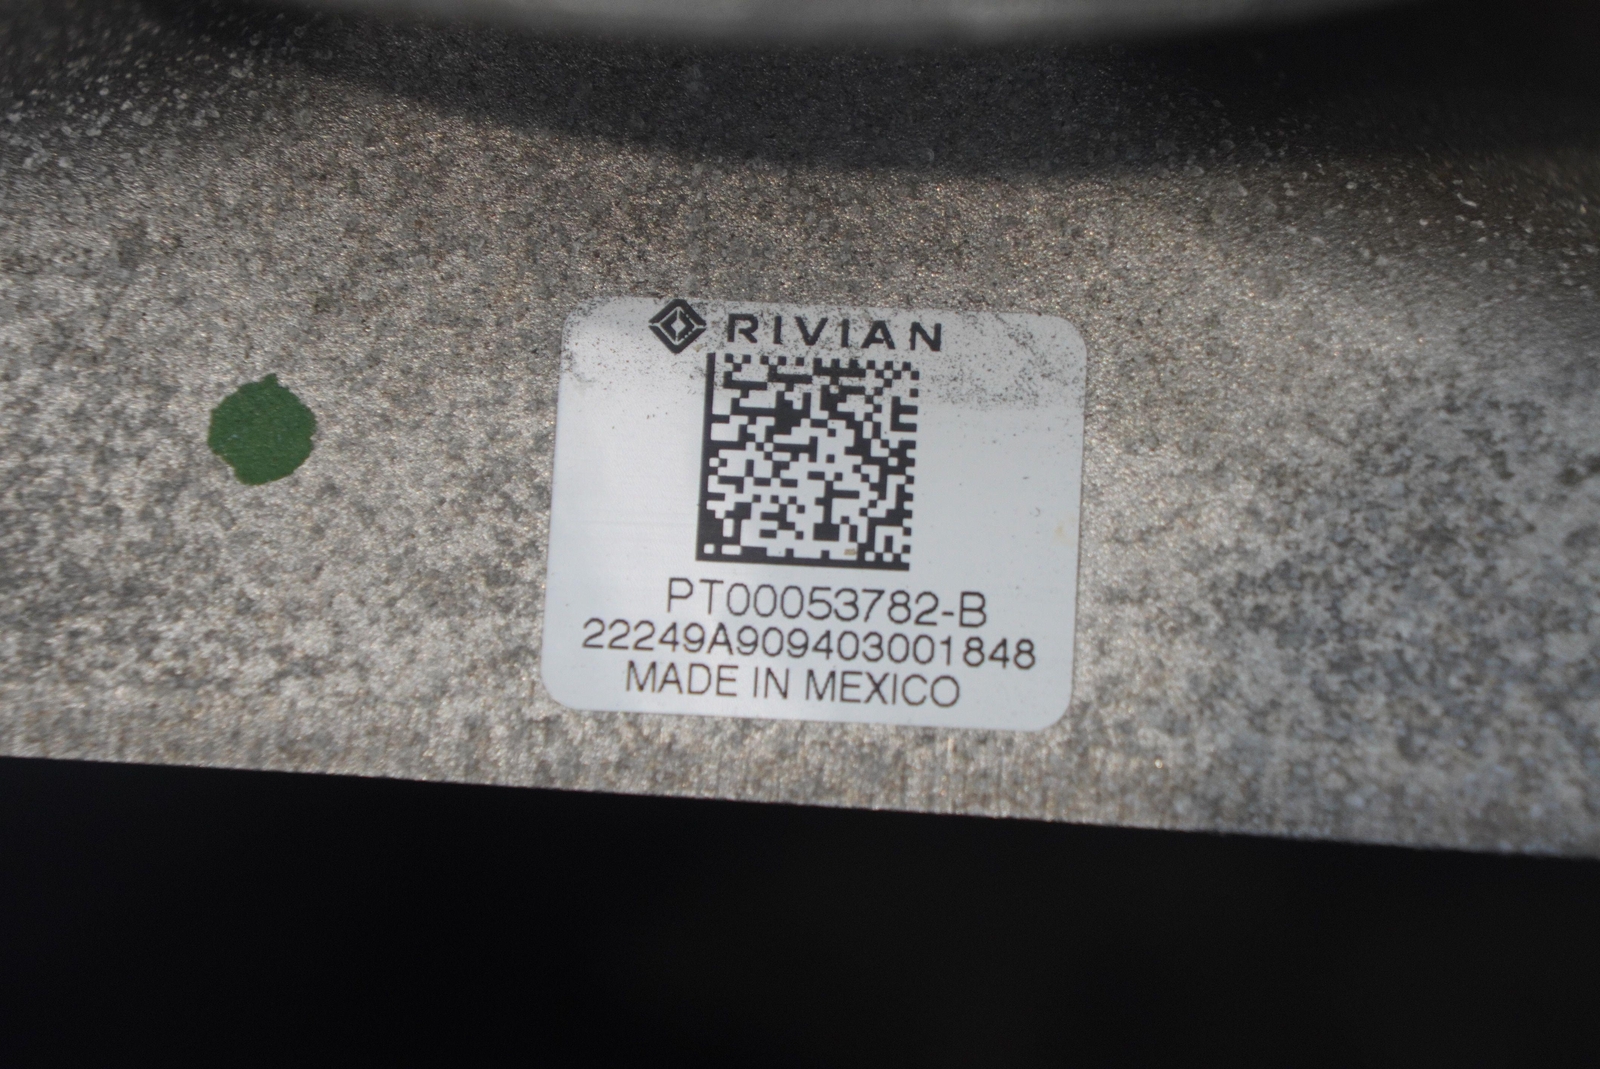 RIVIAN
PT00053782-B
22249A909403001848
MADE IN MEXICO